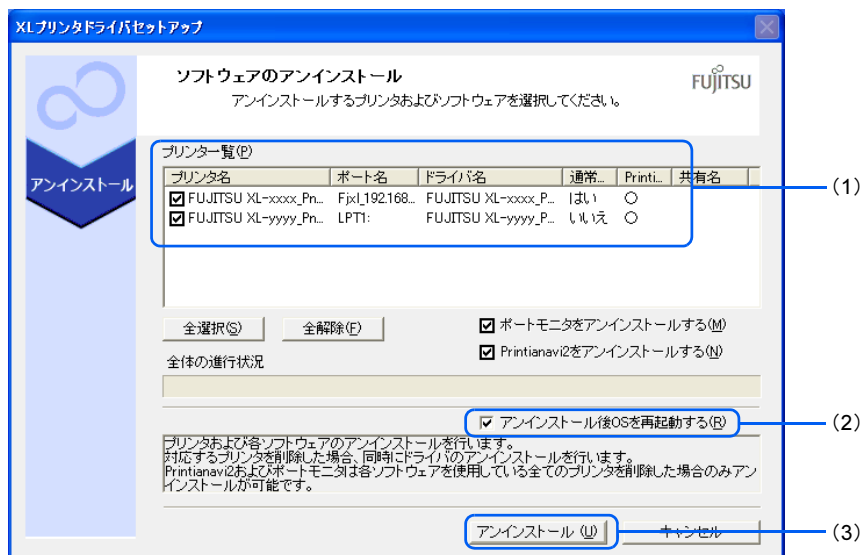 XLプリンタドライバセットアップ
ソフトウェアのアンインストール
アンインストールするプリンタおよびソフトウェアを選択してください。
FUJITSU
アンインストール
プリンター覧(P)
プリンタ名 ポート名 ドライバ名 通常... Printi... 共有名
FUJITSU XL-xxxx_Pn... Fjxl_192.168... FUJITSU XL-xxxx_P... はい ○
FUJITSU XL-yyyy_Pn... LPT1: FUJITSU XL-yyyy_P... いいえ ○
(1)
全選択(S) 全解除(F)
ポートモニタをアンインストールする(M)
Printianavi2をアンインストールする(N)
全体の進行状況
アンインストール後OSを再起動する(R)
(2)
プリンタおよび各ソフトウェアのアンインストールを行います。
対応するプリンタを削除した場合、同時にドライバのアンインストールを行います。
Printianavi2およびポートモニタは各ソフトウェアを使用している全てのプリンタを削除した場合のみアン
インストールが可能です。
アンインストール(U) キャンセル
(3)